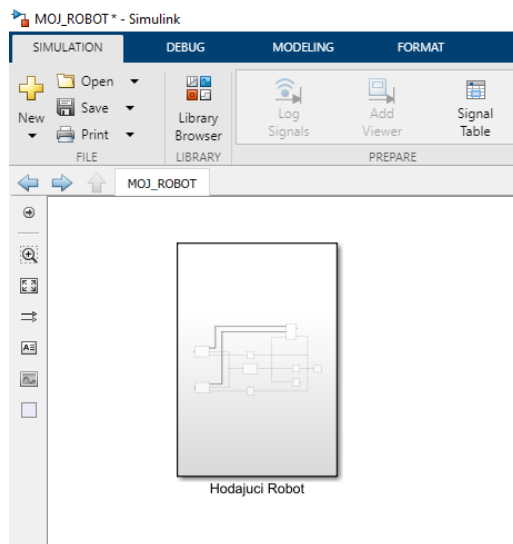 MOJ_ROBOT * - Simulink
SIMULATION DEBUG MODELING FORMAT
New
Open
Save
Print
FILE
Library
Browser
LIBRARY
Log
Signals
Add
Viewer
Signal
Table
PREPARE
MOJ_ROBOT
A
Hodajuci Robot